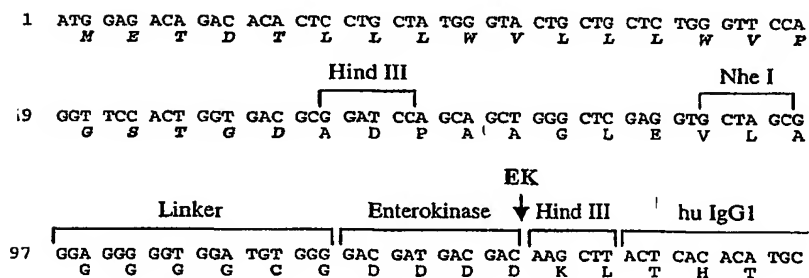 1 ATG GAG ACA GAC ACA CTC CTG CTA TGG GTA CTG CTG CTC TGG GTT CCA
M E T D T L L L W V L L L W V P
Hind III Nhe I
9 GGT TCC ACT GGT GAC GCG GAT CCA GCA GCT GGG CTC GAG GTG CTA GCG
G S T G D A D P A A G L E V L A
EK
Linker Enterokinase Hind III hu IgG1
97 GGA GGG GGT GGA TGT GGG GAC GAT GAC GAC AAG CTT ACT CAC ACA TGC
G G G G C G D D D D K L T H T